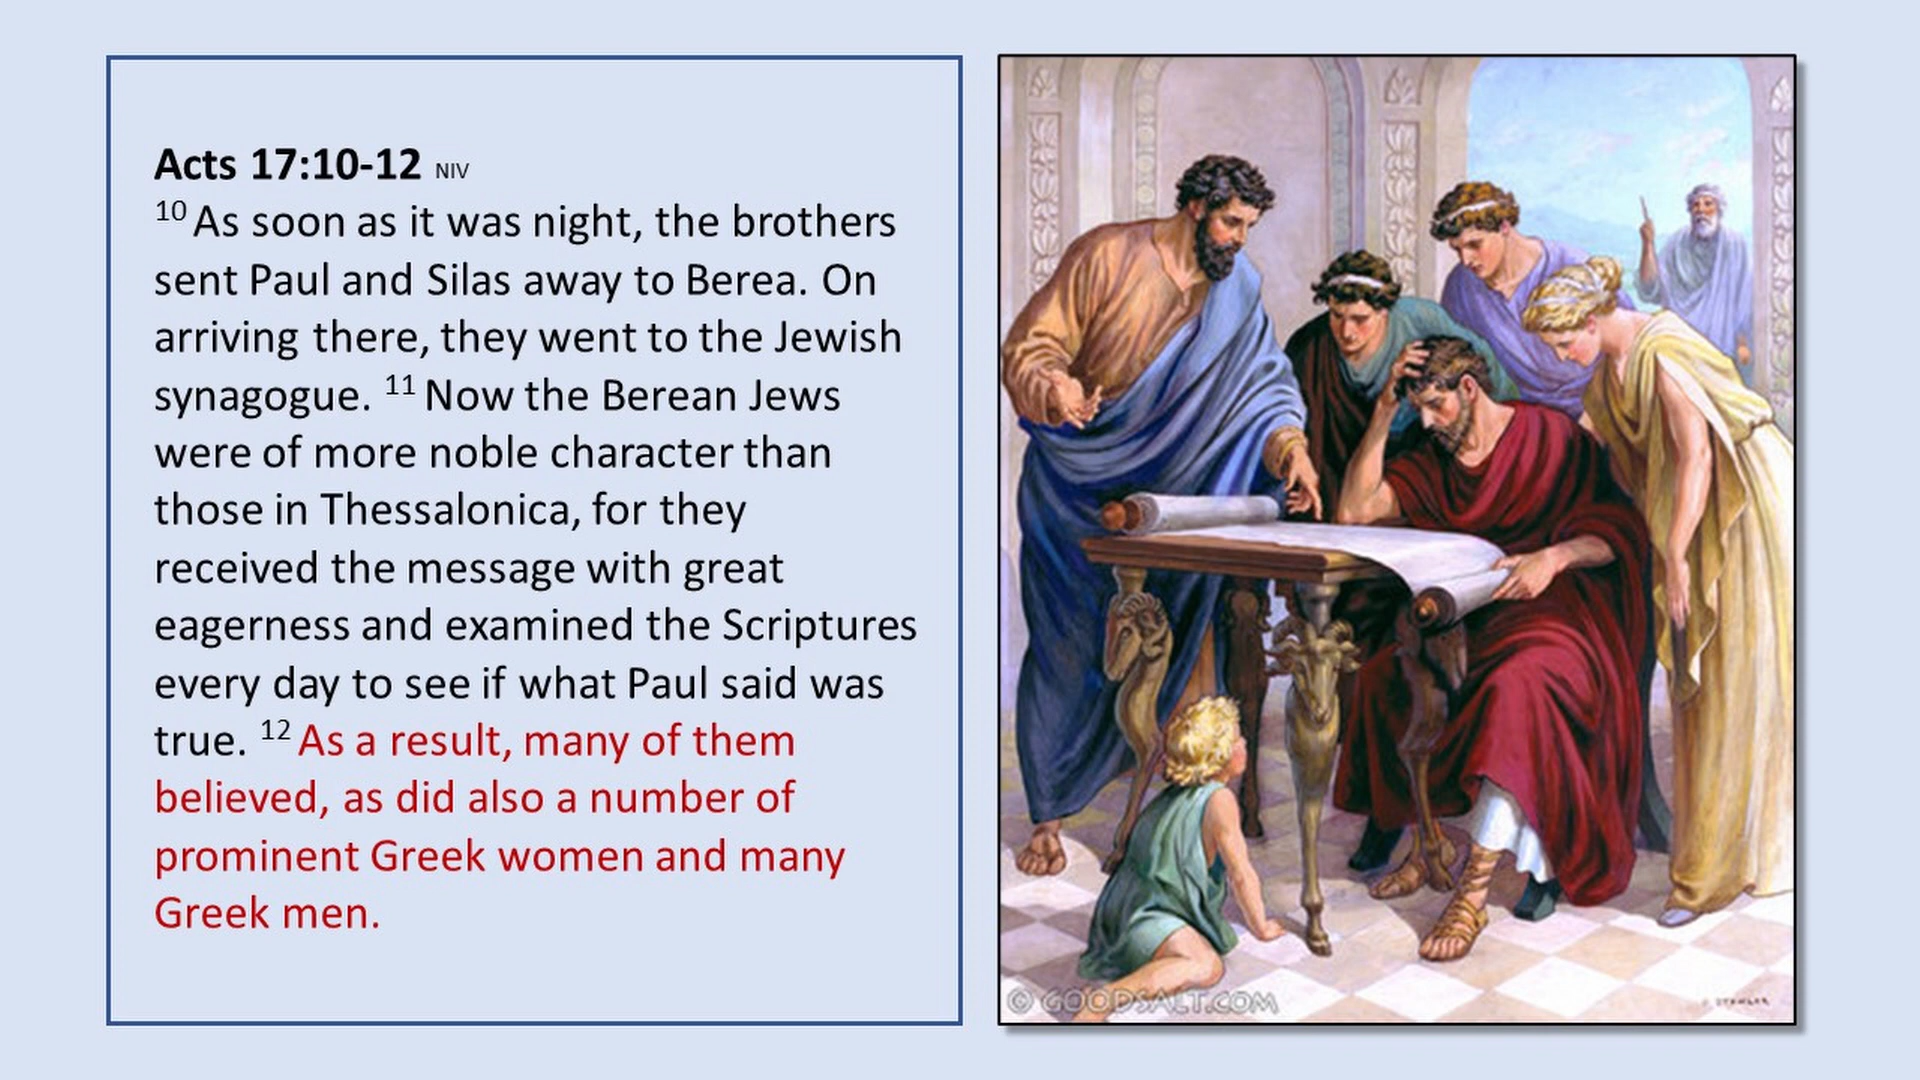 Acts 17:10-12 NIV
10 As soon as it was night, the brothers
sent Paul and Silas away to Berea. On
arriving there, they went to the Jewish
synagogue. 11 Now the Berean Jews
were of more noble character than
those in Thessalonica, for they
received the message with great
eagerness and examined the Scriptures
every day to see if what Paul said was
true. 12 As a result, many of them
believed, as did also a number of
prominent Greek women and many
Greek men.
© GOODSALT.COM